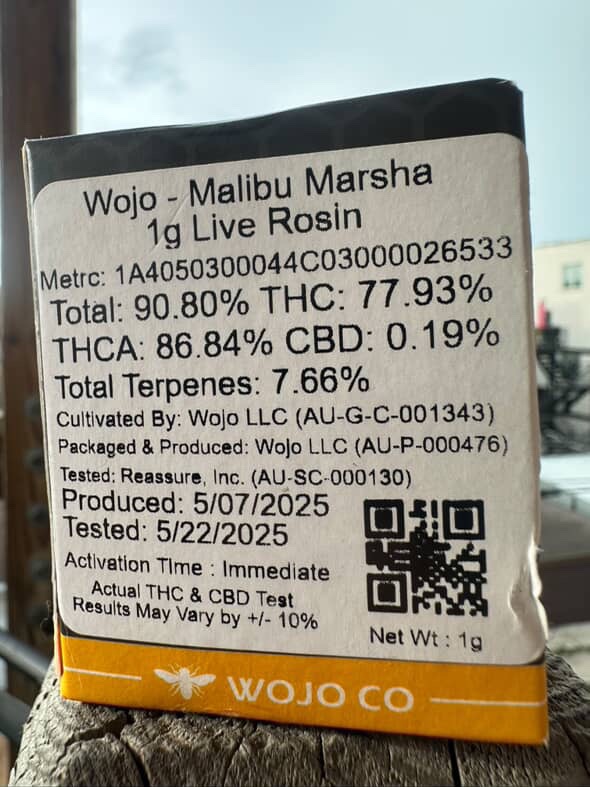 Wojo - Malibu Marsha
1g Live Rosin
Metrc: 1A4050300044C03000026533
Total: 90.80% THC: 77.93%
THCA: 86.84% CBD: 0.19%
Total Terpenes: 7.66%
Cultivated By: Wojo LLC (AU-G-C-001343)
Packaged & Produced: Wojo LLC (AU-P-000476)
Tested: Reassure, Inc. (AU-SC-000130)
Produced: 5/07/2025
Tested: 5/22/2025
Activation Time : Immediate
Actual THC & CBD Test
Results May Vary by +/- 10%
Net Wt : 1g
WOJO CO